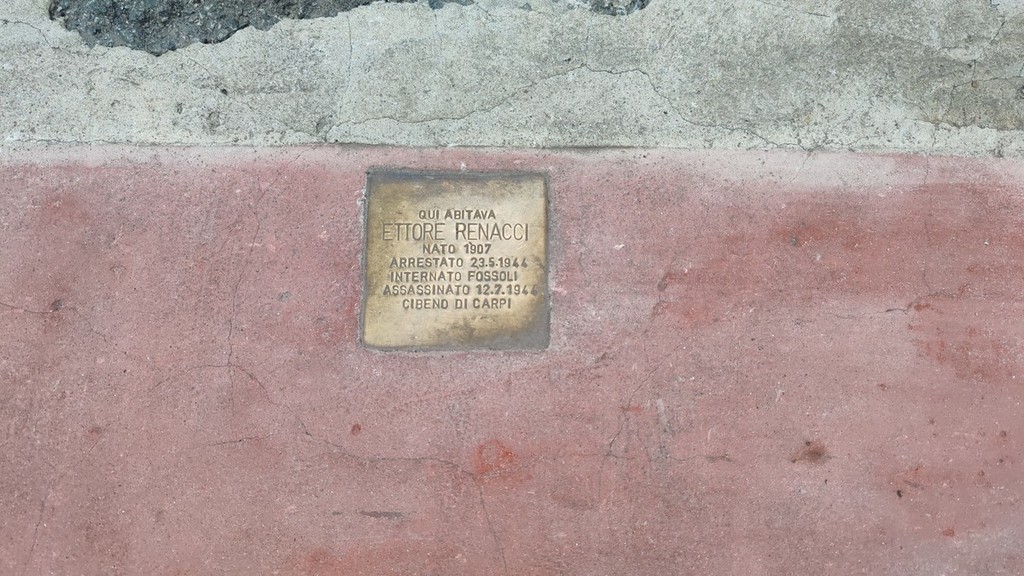 QUI ABITAVA
ETTORE RENACCI
NATO 1907
ARRESTATO 23.5.1944
INTERNATO FOSSOLI
ASSASSINATO 12.7.1944
CIBENO DI CARPI